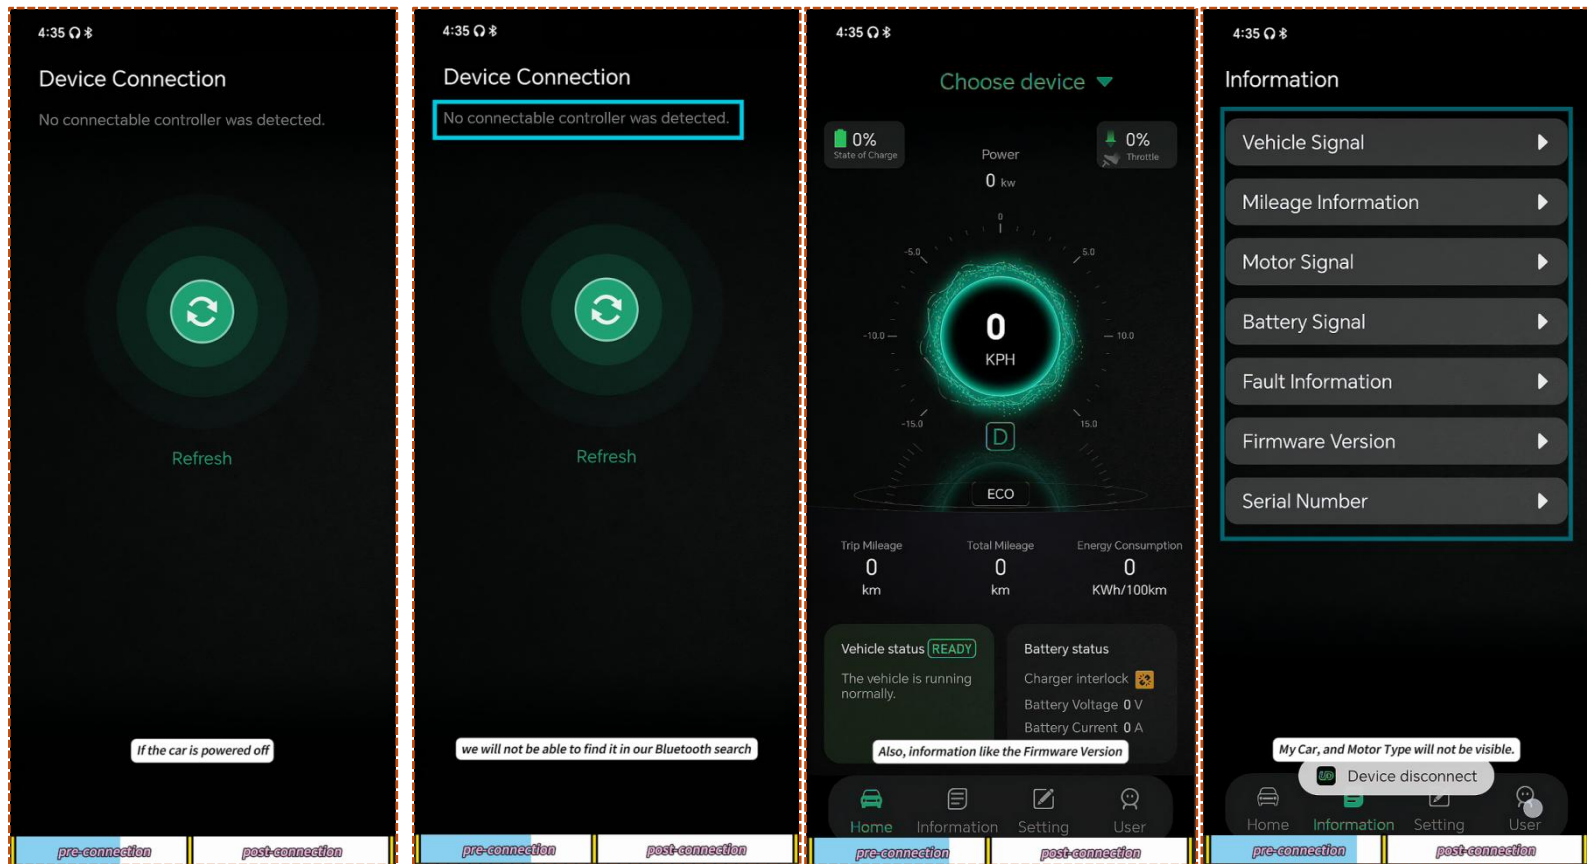 4:35
Device Connection
No connectable controller was detected.
Refresh
If the car is powered off
pre-connection
post-connection
4:35
Device Connection
No connectable controller was detected.
Refresh
we will not be able to find it in our Bluetooth search
pre-connection
post-connection
4:35
Choose device
0%
State of Charge
0%
Throttle
Power
0 kw
0
-5.0
5.0
-10.0
10.0
-15.0
15.0
0
KPH
D
ECO
Trip Mileage
0
km
Total Mileage
0
km
Energy Consumption
0
KWh/100km
Vehicle status READY
The vehicle is running
normally.
Battery status
Charger interlock
Battery Voltage 0 V
Battery Current 0 A
Also, information like the Firmware Version
Home
Information
Setting
User
pre-connection
post-connection
4:35
Information
Vehicle Signal
Mileage Information
Motor Signal
Battery Signal
Fault Information
Firmware Version
Serial Number
My Car, and Motor Type will not be visible.
Device disconnect
Home
Information
Setting
User
pre-connection
post-connection